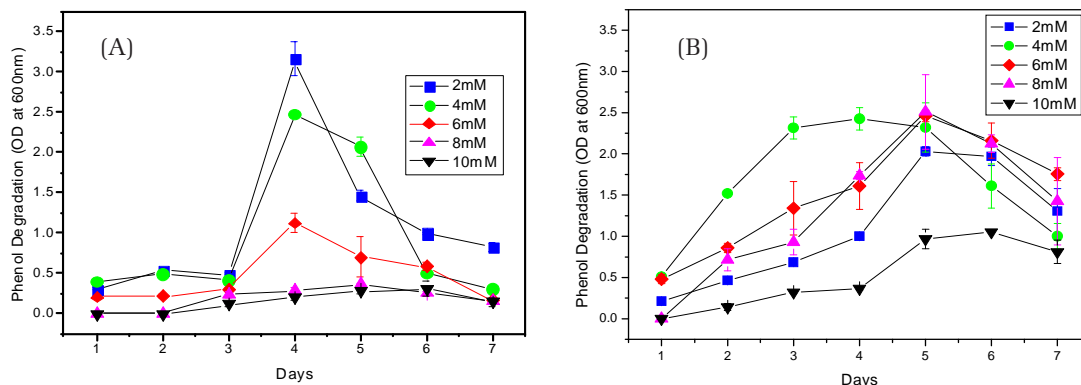 (A)
Phenol Degradation (OD at 600nm)
3.5
3.0
2.5
2.0
1.5
1.0
0.5
0.0
1 2 3 4 5 6 7
Days
2mM
4mM
6mM
8mM
10mM
(B)
Phenol Degradation (OD at 600nm)
3.5
3.0
2.5
2.0
1.5
1.0
0.5
0.0
1 2 3 4 5 6 7
Days
2mM
4mM
6mM
8mM
10mM